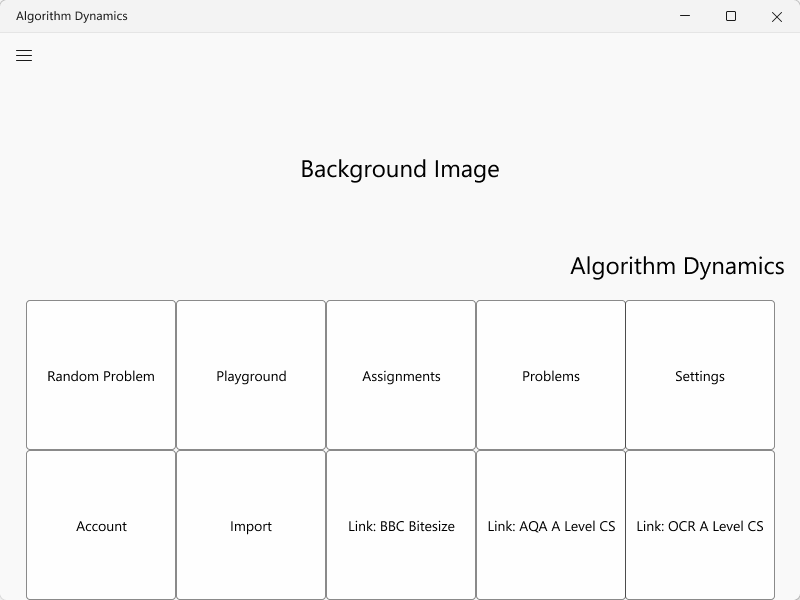 Algorithm Dynamics
Background Image
Algorithm Dynamics
Random Problem
Playground
Assignments
Problems
Settings
Account
Import
Link: BBC Bitesize
Link: AQA A Level CS
Link: OCR A Level CS